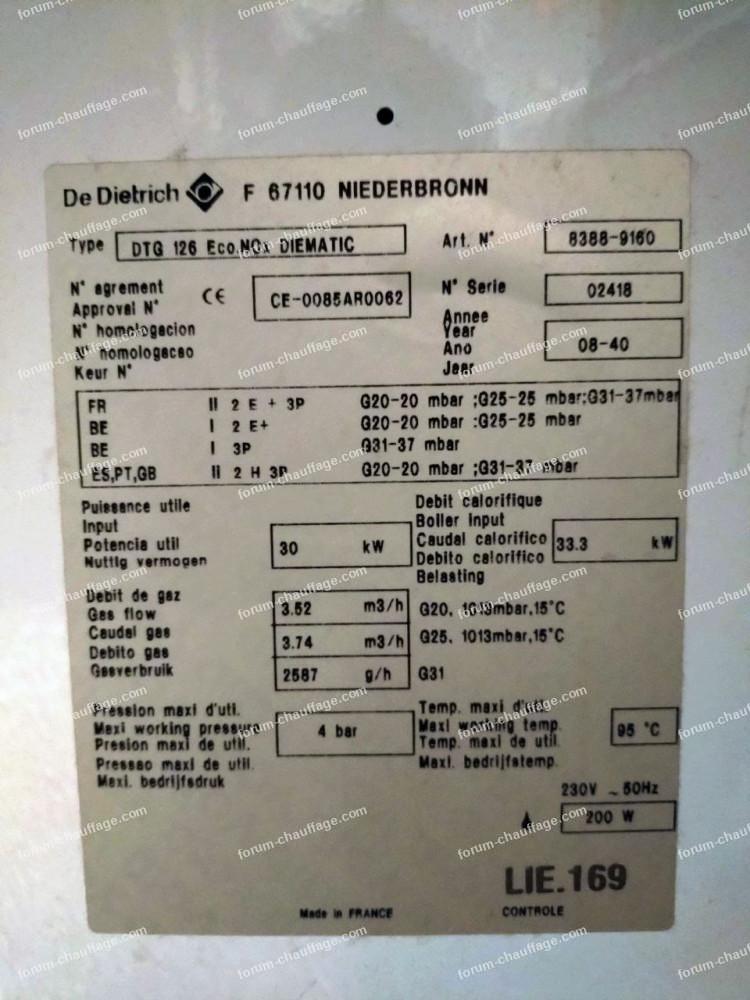 De Dietrich F 67110 NIEDERBRONN
Type DTG 126 Eco.NOx DIEMATIC Art. N° 8388-9160
N° agrement
Approval N°
N° homologacion
N° homologacao
Keur N°
CE CE-0085AR0062
N° Serie 02418
Annee
Year
Ano
Jaar
08-40
FR II 2 E + 3P G20-20 mbar ;G25-25 mbar;G31-37mbar
BE I 2 E+ G20-20 mbar :G25-25 mbar
BE I 3P G31-37 mbar
ES,PT,GB II 2 H 3P G20-20 mbar ;G31-37 mbar
Puissance utile
Input
Potencia util
Nuttig vermogen
30 kW
Debit calorifique
Boiler Input
Caudal calorifico
Debito calorifico
Belasting
33.3 kW
Debit de gaz
Gas flow
Caudal gas
Debito gas
Gasverbruik
3.52 m3/h G20, 1013mbar,15°C
3.74 m3/h G25, 1013mbar,15°C
2587 g/h G31
Pression maxi d'uti.
Maxi working pressure
Presion maxi de util.
Pressao maxi de util.
Maxi. bedrijfsdruk
4 bar
Temp. maxi d'util.
Maxi working temp.
Temp. maxi de util.
Maxi. bedrijfstemp.
95 °C
230V ~ 50Hz
200 W
LIE.169
Made in FRANCE CONTROLE
forum-chauffage.com